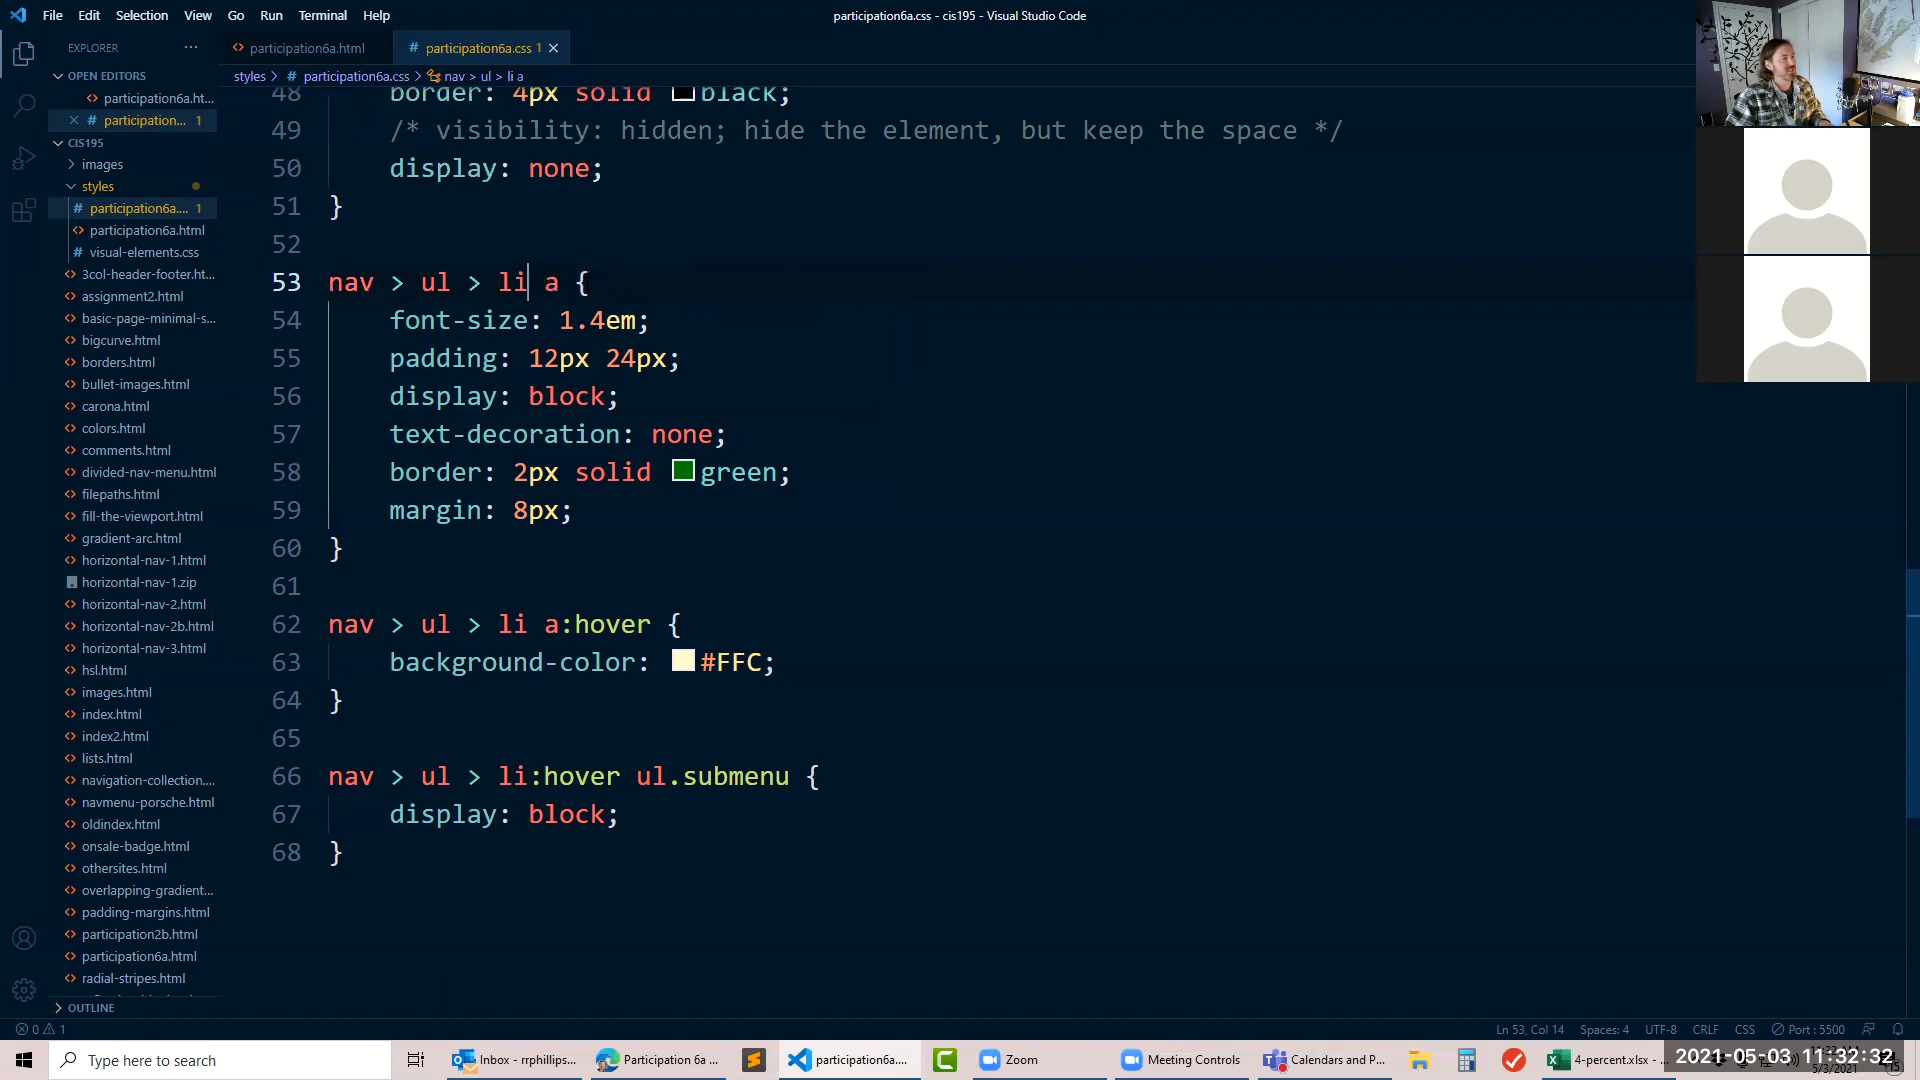 File Edit Selection View Go Run Terminal Help
participation6a.css - cis195 - Visual Studio Code
EXPLORER ...
participation6a.html
# participation6a.css 1
OPEN EDITORS
participation6a.ht...
# participation... 1
styles > # participation6a.css > nav > ul > li a
CIS195
images
styles
# participation6a.... 1
participation6a.html
# visual-elements.css
3col-header-footer.ht...
assignment2.html
basic-page-minimal-s...
bigcurve.html
borders.html
bullet-images.html
carona.html
colors.html
comments.html
divided-nav-menu.html
filepaths.html
fill-the-viewport.html
gradient-arc.html
horizontal-nav-1.html
horizontal-nav-1.zip
horizontal-nav-2.html
horizontal-nav-2b.html
horizontal-nav-3.html
hsl.html
images.html
index.html
index2.html
lists.html
navigation-collection....
navmenu-porsche.html
oldindex.html
onsale-badge.html
othersites.html
overlapping-gradient...
padding-margins.html
participation2b.html
participation6a.html
radial-stripes.html
OUTLINE
48 border: 4px solid black;
49 /* visibility: hidden; hide the element, but keep the space */
50 display: none;
51 }
52
53 nav > ul > li a {
54 font-size: 1.4em;
55 padding: 12px 24px;
56 display: block;
57 text-decoration: none;
58 border: 2px solid green;
59 margin: 8px;
60 }
61
62 nav > ul > li a:hover {
63 background-color: #FFC;
64 }
65
66 nav > ul > li:hover ul.submenu {
67 display: block;
68 }
0 1
Ln 53, Col 14 Spaces: 4 UTF-8 CRLF CSS Port : 5500
Type here to search
Inbox - rrphillips...
Participation 6a ...
participation6a....
Zoom
Meeting Controls
Calendars and P...
4-percent.xlsx - ...
2021-05-03 11:32:32
5/3/2021
15